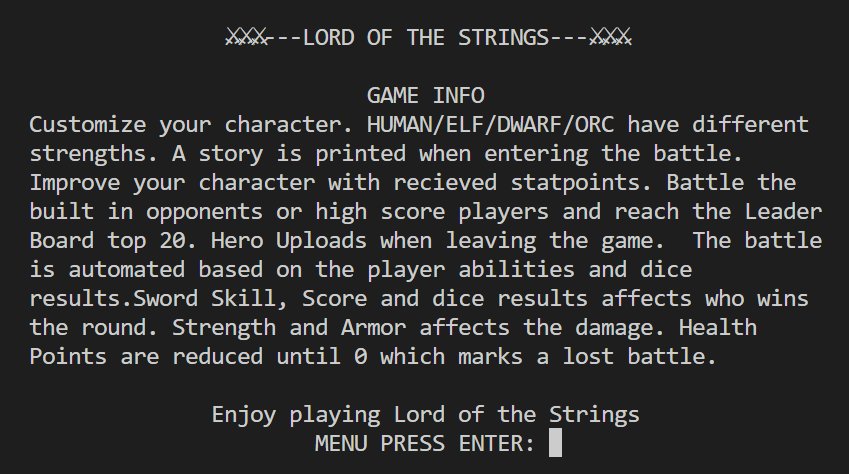 ⚔⚔⚔---LORD OF THE STRINGS---⚔⚔⚔
GAME INFO
Customize your character. HUMAN/ELF/DWARF/ORC have different
strengths. A story is printed when entering the battle.
Improve your character with recieved statpoints. Battle the
built in opponents or high score players and reach the Leader
Board top 20. Hero Uploads when leaving the game.  The battle
is automated based on the player abilities and dice
results.Sword Skill, Score and dice results affects who wins
the round. Strength and Armor affects the damage. Health
Points are reduced until 0 which marks a lost battle.
Enjoy playing Lord of the Strings
MENU PRESS ENTER: